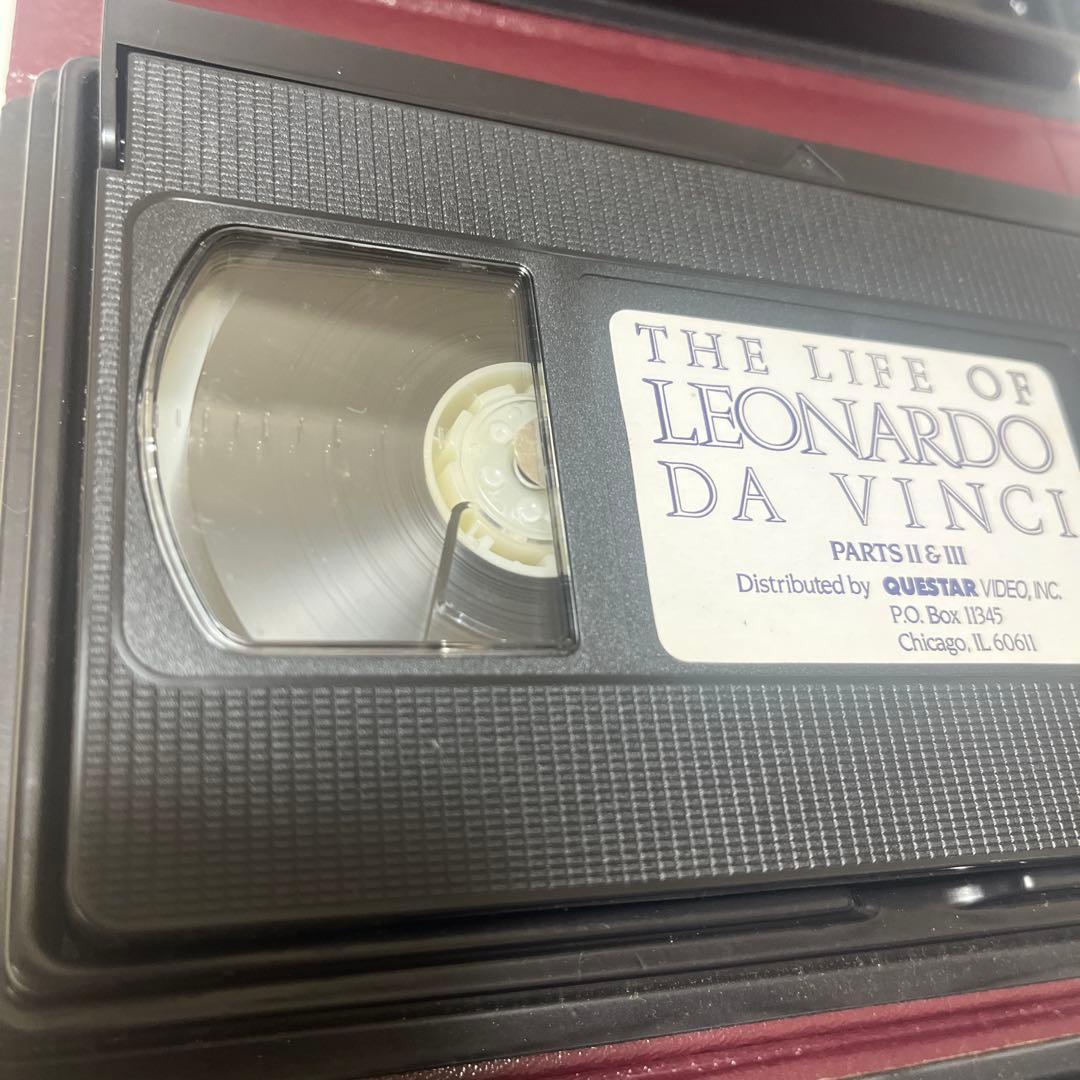 THE LIFE OF
LEONARDO
DA VINCI
PARTS II & III
Distributed by QUESTAR VIDEO, INC.
P.O. Box 11345
Chicago, IL 60611